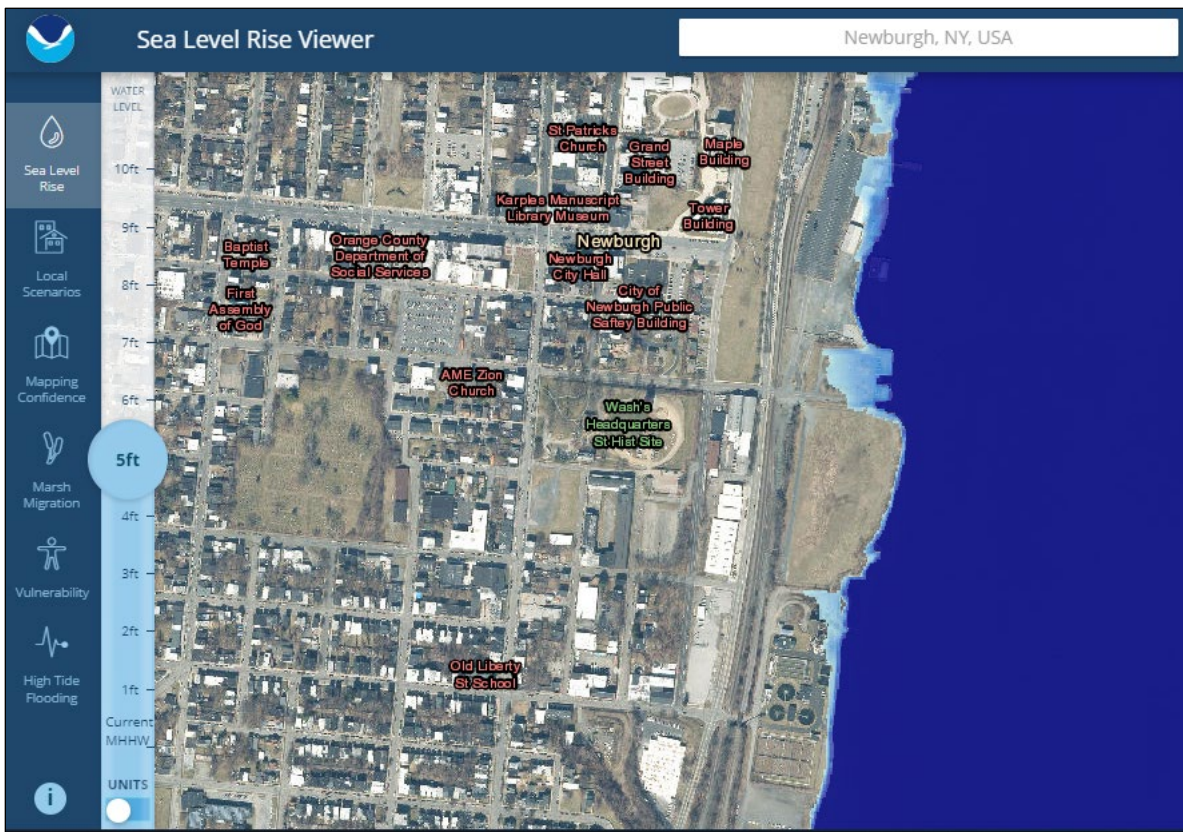 Sea Level Rise Viewer
Newburgh, NY, USA
WATER
LEVEL
10ft
9ft
8ft
7ft
6ft
5ft
4ft
3ft
2ft
1ft
Current
MHHW
UNITS
Sea Level
Rise
Local
Scenarios
Mapping
Confidence
Marsh
Migration
Vulnerability
High Tide
Flooding
i
St Patricks
Church
Grand
Street
Building
Maple
Building
Karples Manuscript
Library Museum
Tower
Building
Newburgh
Baptist
Temple
Orange County
Department of
Social Services
Newburgh
City Hall
First
Assembly
of God
City of
Newburgh Public
Saftey Building
AME Zion
Church
Wash's
Headquarters
St Hist Site
Old Liberty
St School